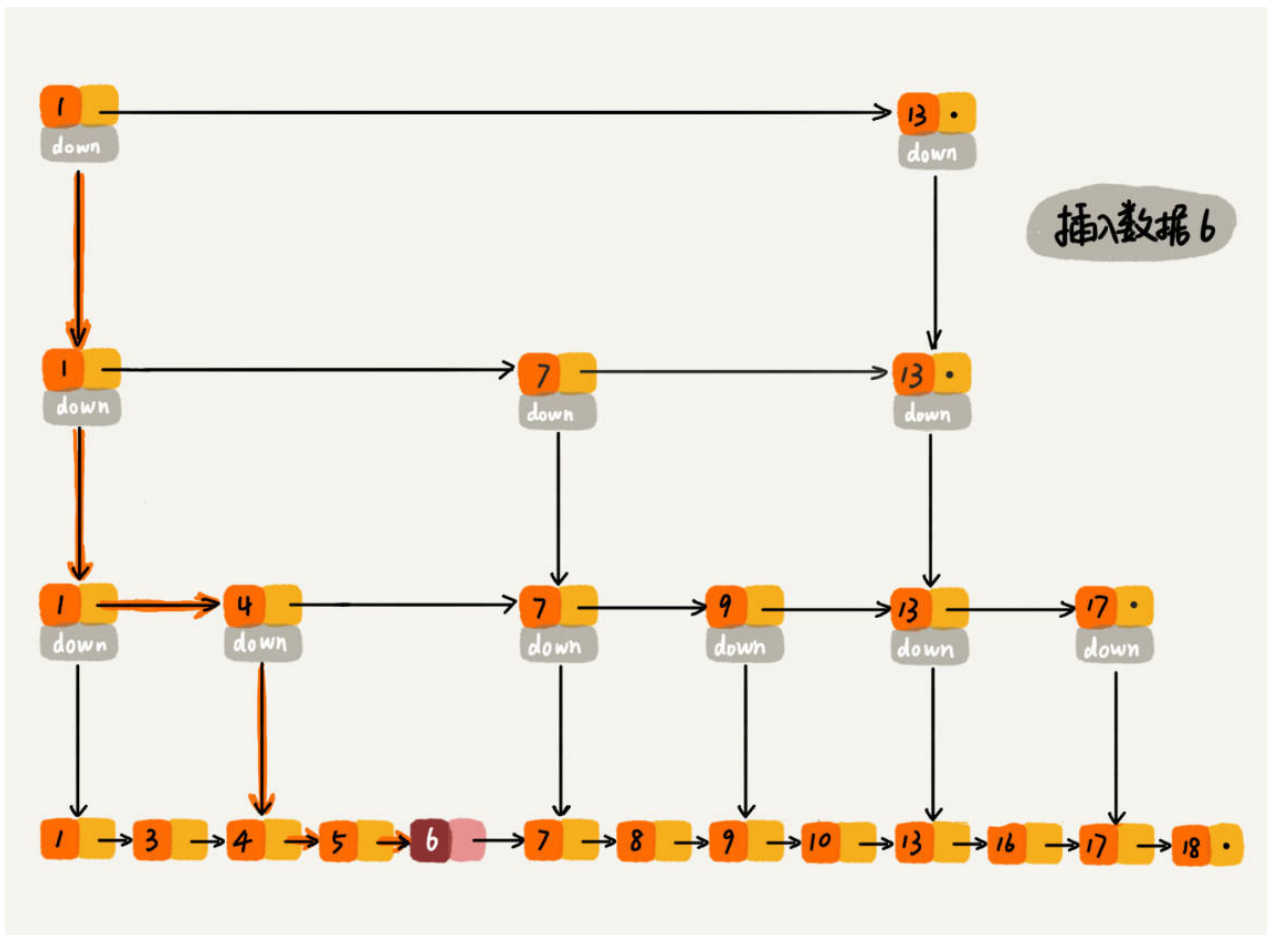 1 13
down down
插入数据6
1 7 13
down down down
1 4 7 9 13 17
down down down down down down
1 3 4 5 6 7 8 9 10 13 16 17 18